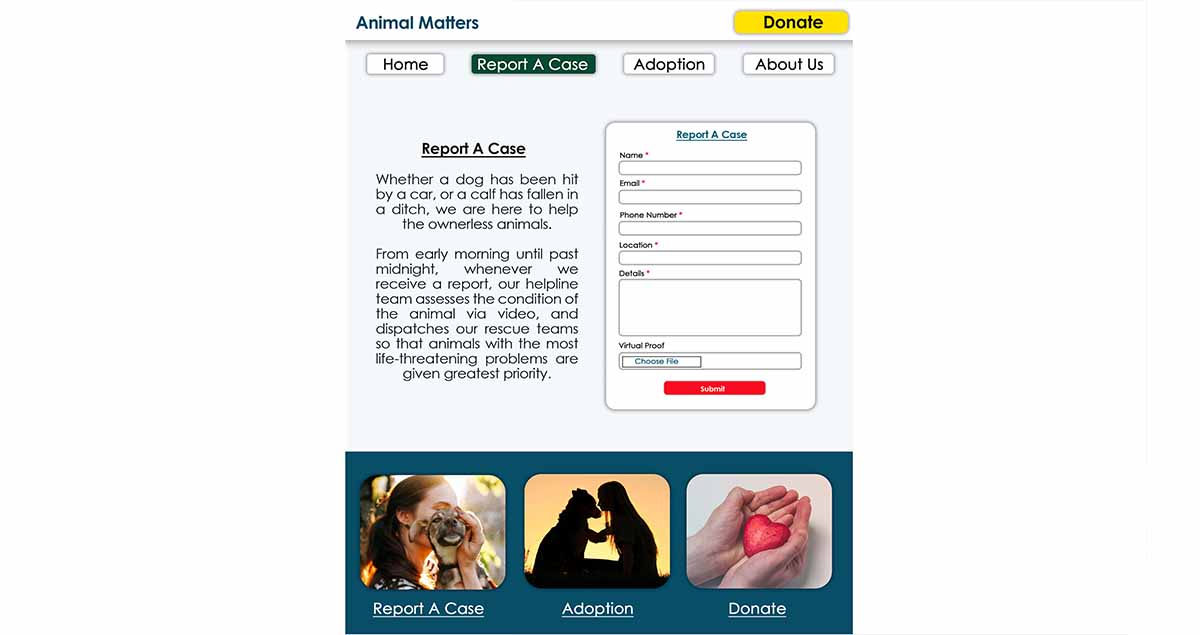 Animal Matters
Donate
Home
Report A Case
Adoption
About Us
Report A Case
Whether a dog has been hit
by a car, or a calf has fallen in
a ditch, we are here to help
the ownerless animals.
From early morning until past
midnight, whenever we
receive a report, our helpline
team assesses the condition of
the animal via video, and
dispatches our rescue teams
so that animals with the most
life-threatening problems are
given greatest priority.
Report A Case
Name *
Email *
Phone Number *
Location *
Details *
Virtual Proof
Choose File
Submit
Report A Case
Adoption
Donate